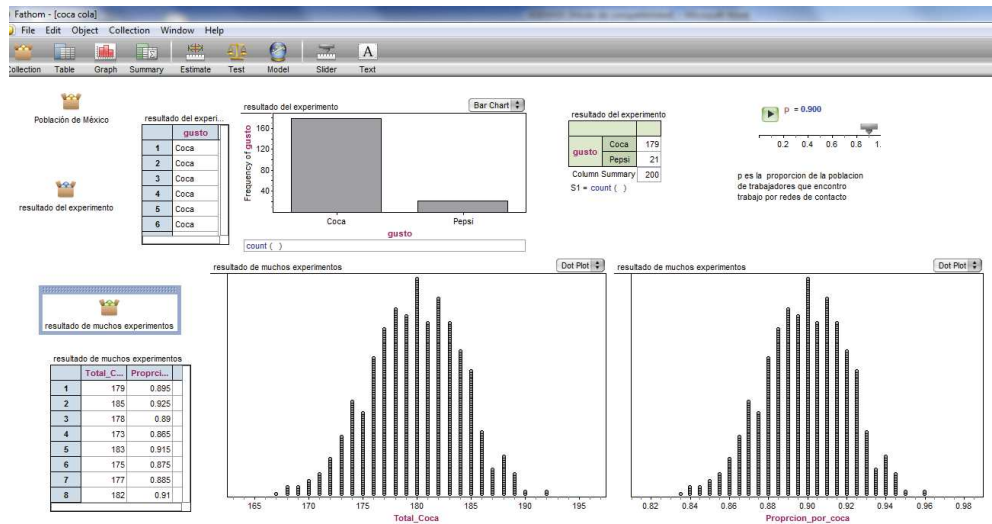 Fathom - [coca cola]
File Edit Object Collection Window Help
Collection Table Graph Summary Estimate Test Model Slider Text
Población de México
resultado del experimento
resultado del experi...
gusto
1 Coca
2 Coca
3 Coca
4 Coca
5 Coca
6 Coca
resultado del experimento
Bar Chart
Frequency of gusto
160
120
80
40
Coca Pepsi
gusto
count ( )
resultado del experimento
gusto
Coca 179
Pepsi 21
Column Summary 200
S1 = count ( )
p = 0.900
0.2 0.4 0.6 0.8 1.
p es la proporcion de la poblacion
de trabajadores que encontro
trabajo por redes de contacto
resultado de muchos experimentos
resultado de muchos experimentos
Total_C... Proprci...
1 179 0.895
2 185 0.925
3 178 0.89
4 173 0.865
5 183 0.915
6 175 0.875
7 177 0.885
8 182 0.91
resultado de muchos experimentos
Dot Plot
165 170 175 180 185 190 195
Total_Coca
resultado de muchos experimentos
Dot Plot
0.82 0.84 0.86 0.88 0.90 0.92 0.94 0.96 0.98
Proprcion_por_coca